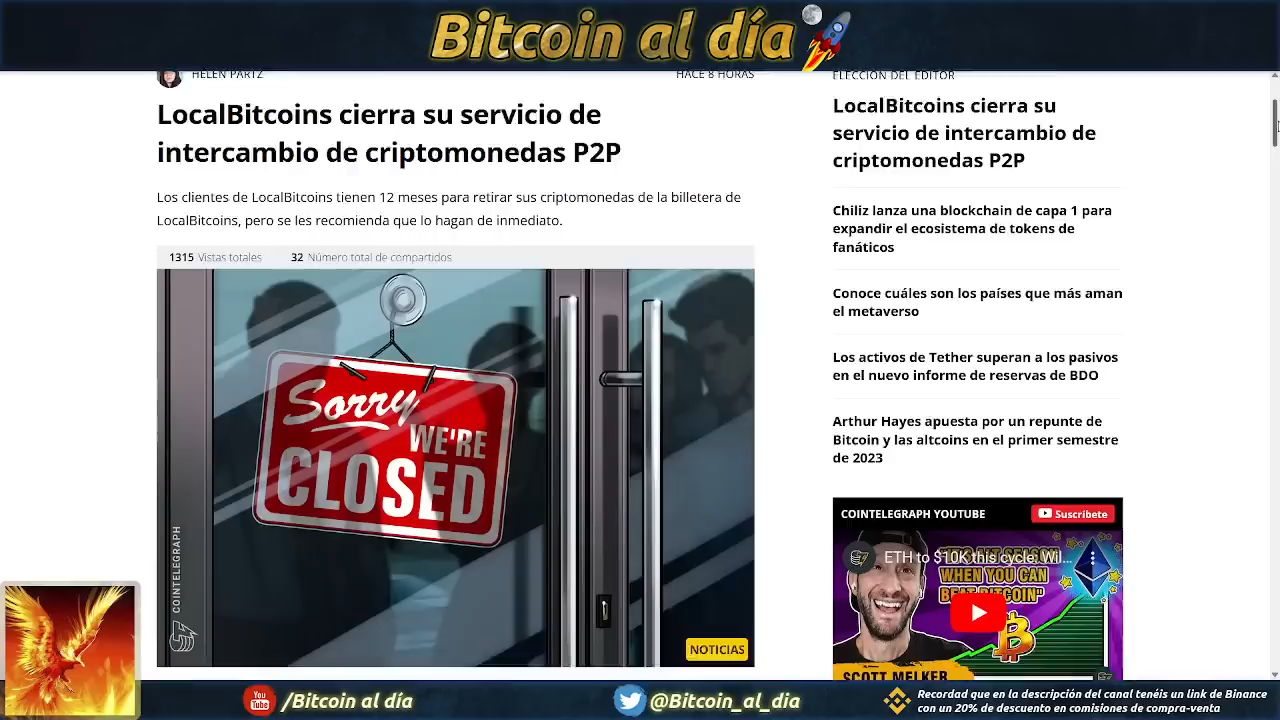 Bitcoin al día
HELEN PARTZ
HACE 8 HORAS
LocalBitcoins cierra su servicio de
intercambio de criptomonedas P2P
Los clientes de LocalBitcoins tienen 12 meses para retirar sus criptomonedas de la billetera de
LocalBitcoins, pero se les recomienda que lo hagan de inmediato.
1315 Vistas totales
32 Número total de compartidos
Sorry
WE'RE
CLOSED
COINTELEGRAPH
NOTICIAS
ELECCIÓN DEL EDITOR
LocalBitcoins cierra su
servicio de intercambio de
criptomonedas P2P
Chiliz lanza una blockchain de capa 1 para
expandir el ecosistema de tokens de
fanáticos
Conoce cuáles son los países que más aman
el metaverso
Los activos de Tether superan a los pasivos
en el nuevo informe de reservas de BDO
Arthur Hayes apuesta por un repunte de
Bitcoin y las altcoins en el primer semestre
de 2023
COINTELEGRAPH YOUTUBE
Suscríbete
ETH to $10K this cycle. Wil...
WHEN YOU CAN
BEAT BITCOIN"
SCOTT MELKER
You
Tube
/Bitcoin al día
@Bitcoin_al_dia
Recordad que en la descripción del canal tenéis un link de Binance
con un 20% de descuento en comisiones de compra-venta